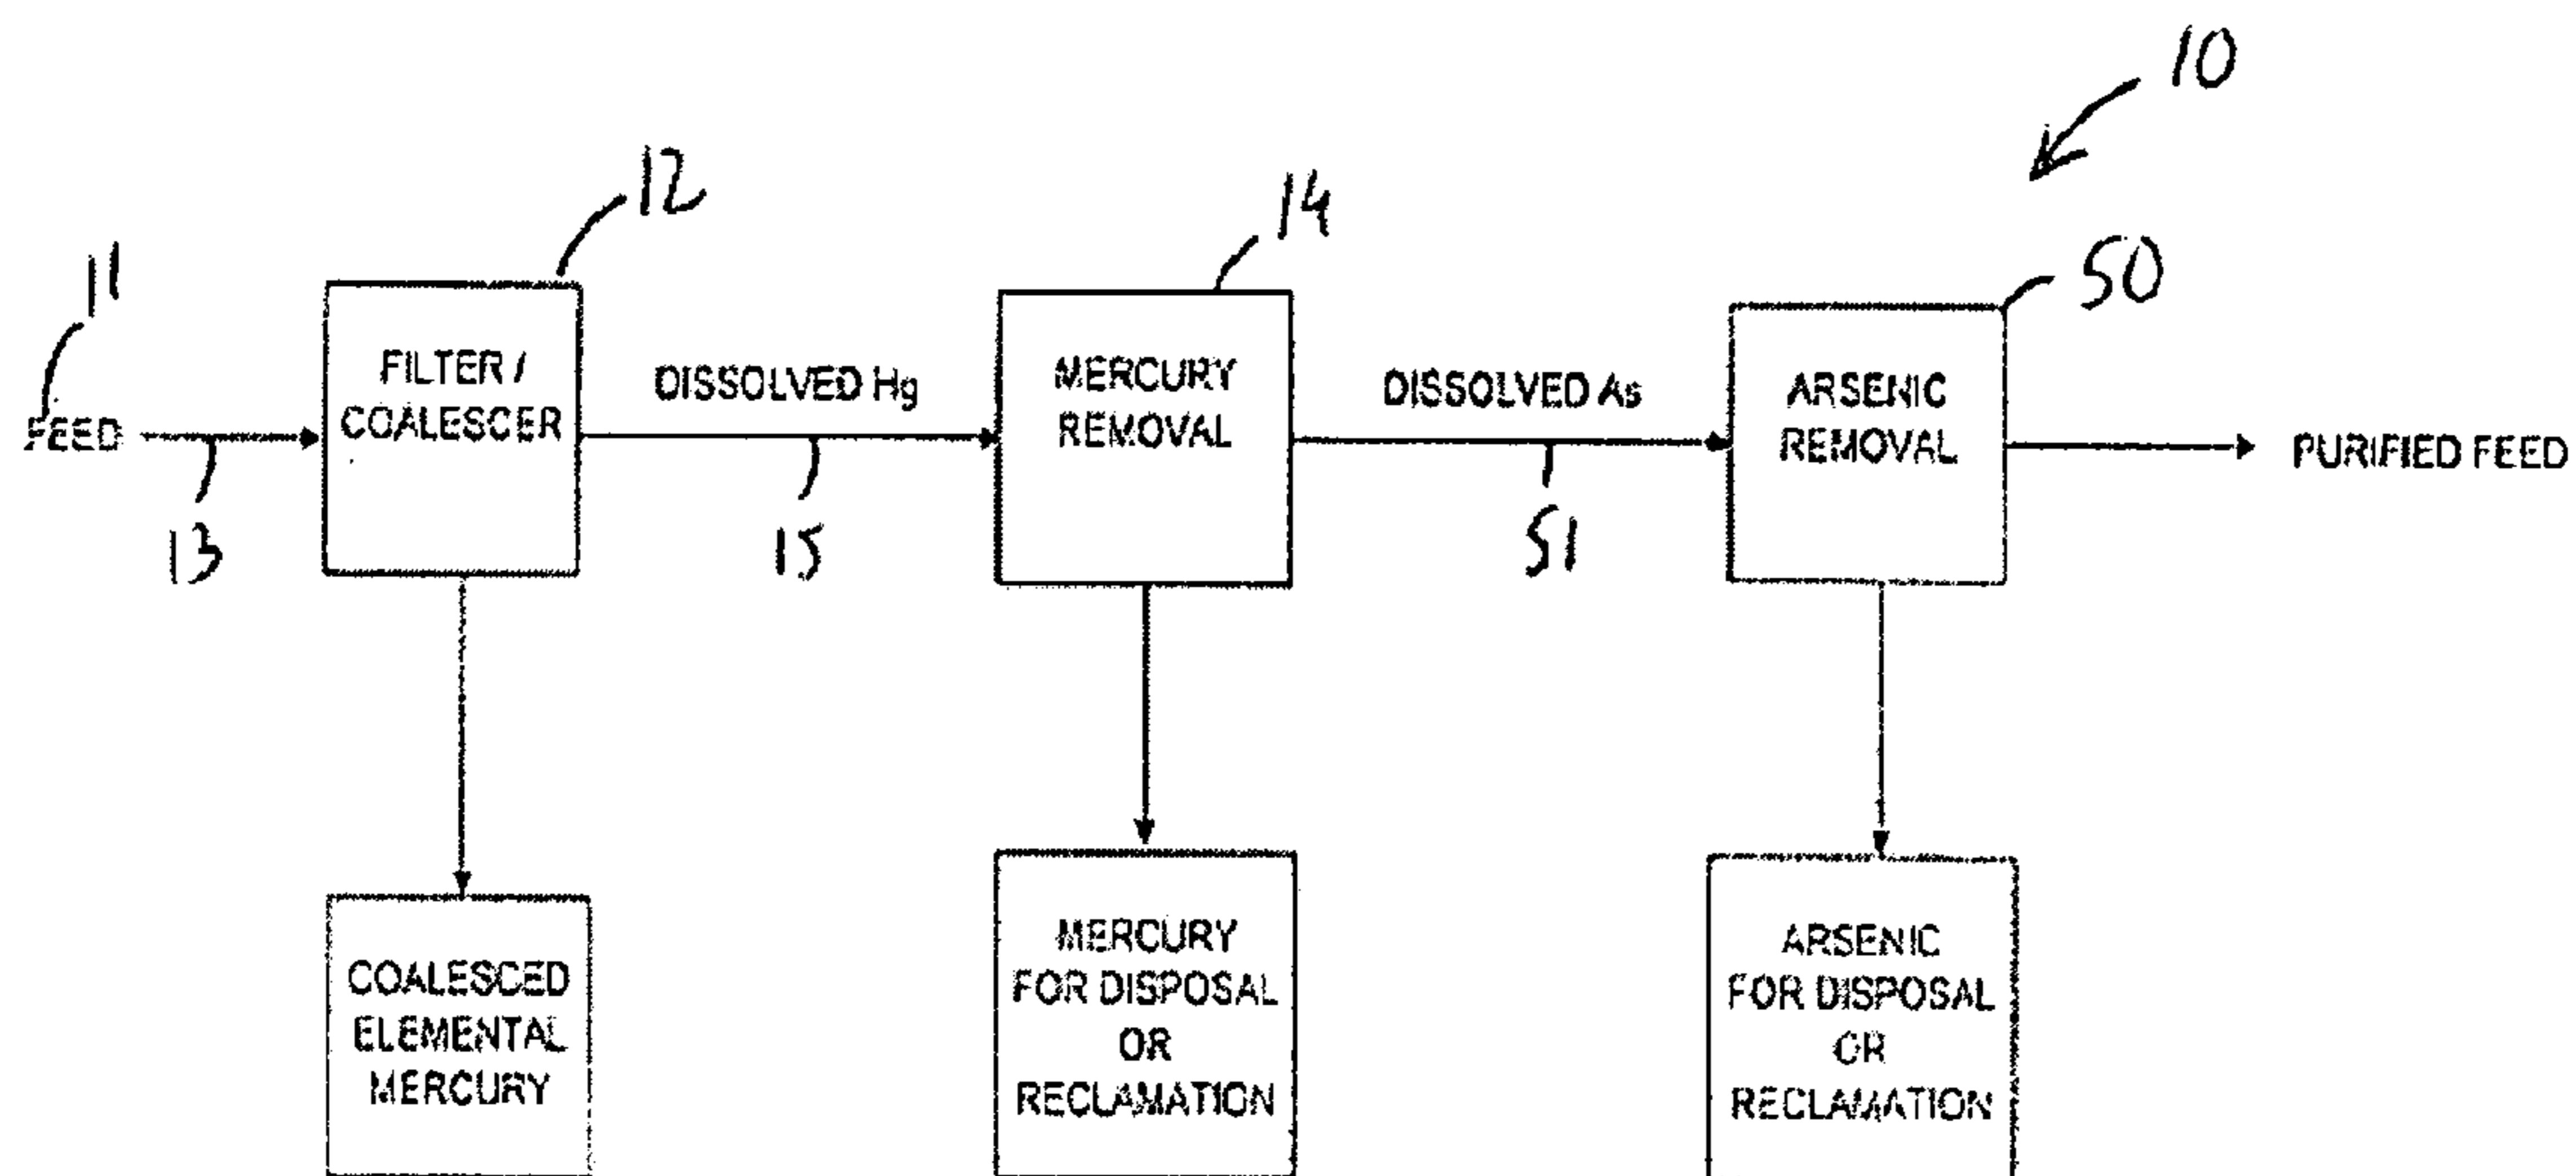 10
12
14
11
50
FILTER /
COALESCER
DISSOLVED Hg
MERCURY
REMOVAL
DISSOLVED As
ARSENIC
REMOVAL
FEED
PURIFIED FEED
13
15
51
COALESCED
ELEMENTAL
MERCURY
MERCURY
FOR DISPOSAL
OR
RECLAMATION
ARSENIC
FOR DISPOSAL
OR
RECLAMATION